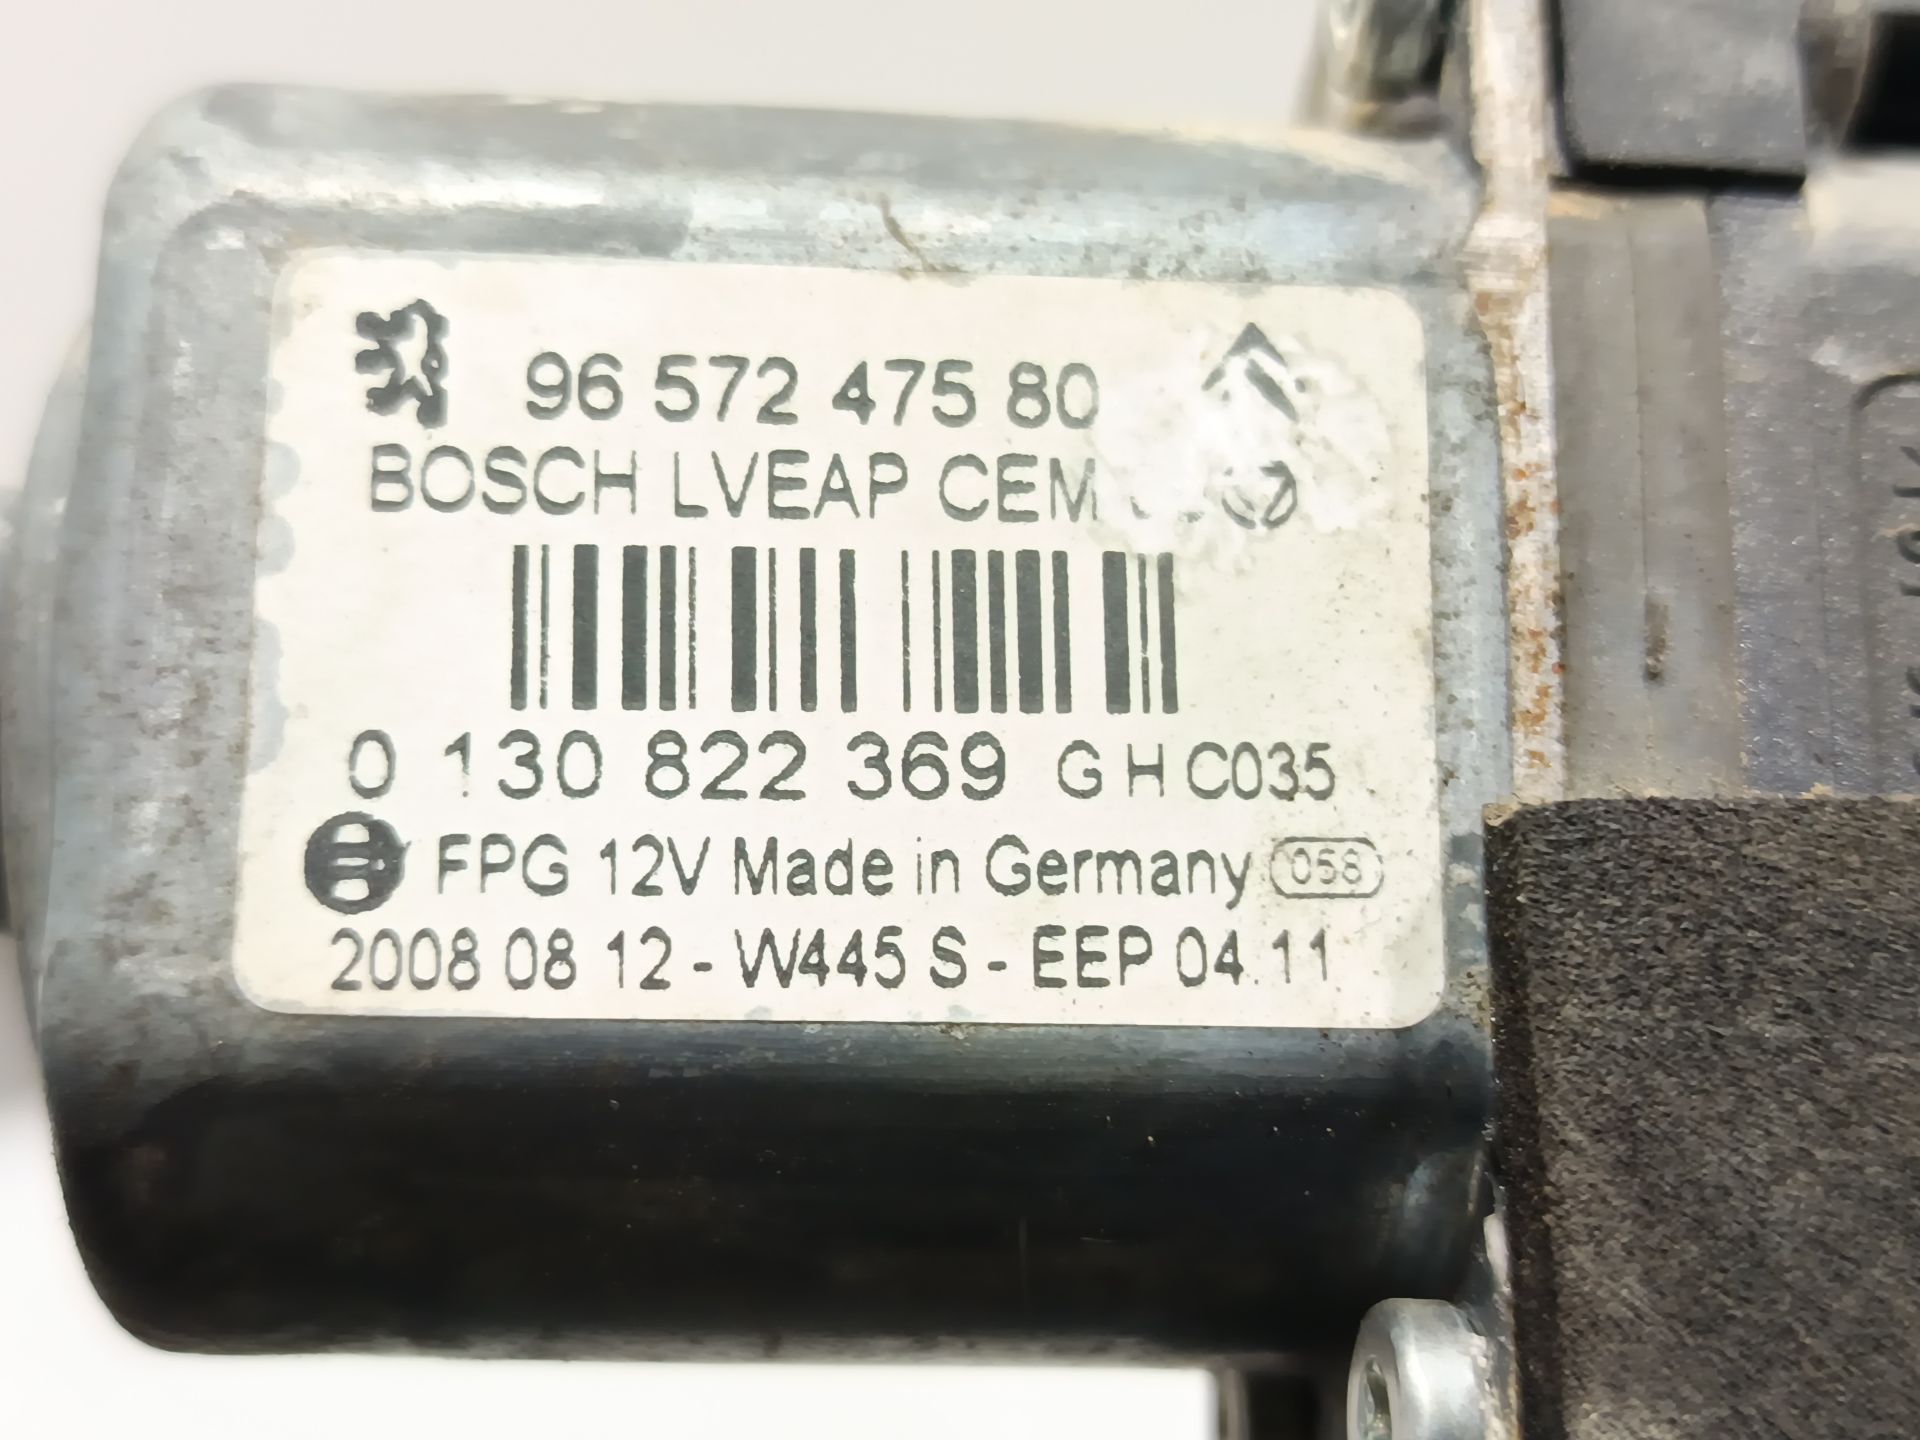 96 572 475 80
BOSCH LVEAP CEM
0 130 822 369 G H C035
FPG 12V Made in Germany 058
2008 08 12 - W445 S - EEP 04.11